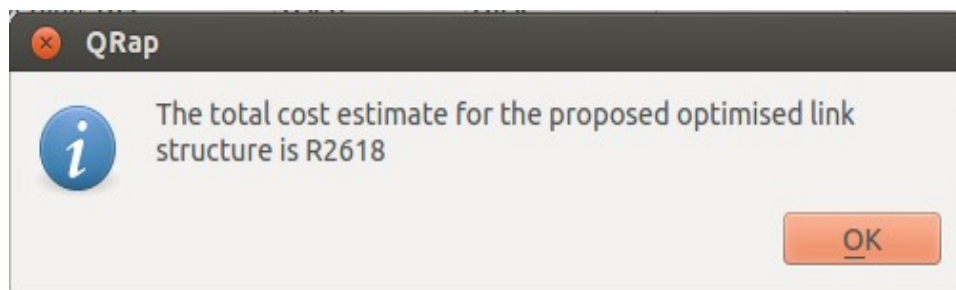 QRap
The total cost estimate for the proposed optimised link
structure is R2618
OK